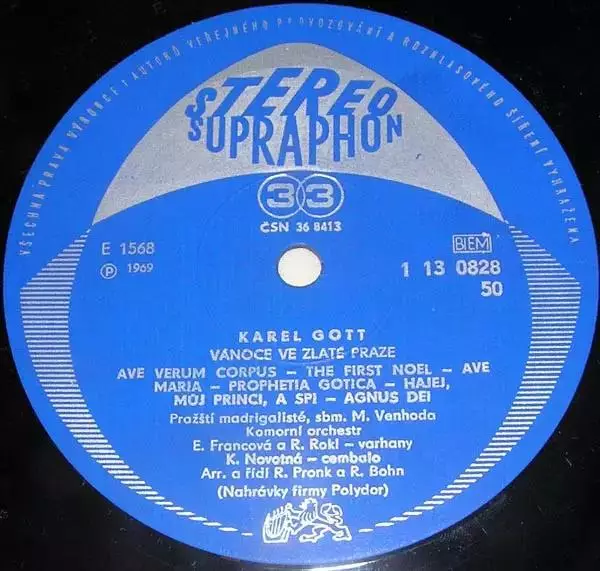 VŠECHNA PRÁVA VÝROBCE I AUTORŮ VEŘEJNÉHO PROVOZOVÁNÍ A ROZHLASOVÉHO ŠÍŘENÍ VYHRAŽENA
STEREO
SUPRAPHON
33
ČSN 36 8413
E 1568
BIEM
P 1969
1 13 0828
50
KAREL GOTT
VÁNOCE VE ZLATÉ PRAZE
AVE VERUM CORPUS – THE FIRST NOEL – AVE
MARIA – PROPHETIA GOTICA – HAJEJ,
MŮJ PRINCI, A SPI – AGNUS DEI
Pražští madrigalisté, sbm. M. Venhoda
Komorní orchestr
E. Francová a R. Rokl – varhany
K. Novotná – cembalo
Arr. a řídí R. Pronk a R. Bohn
(Nahrávky firmy Polydor)